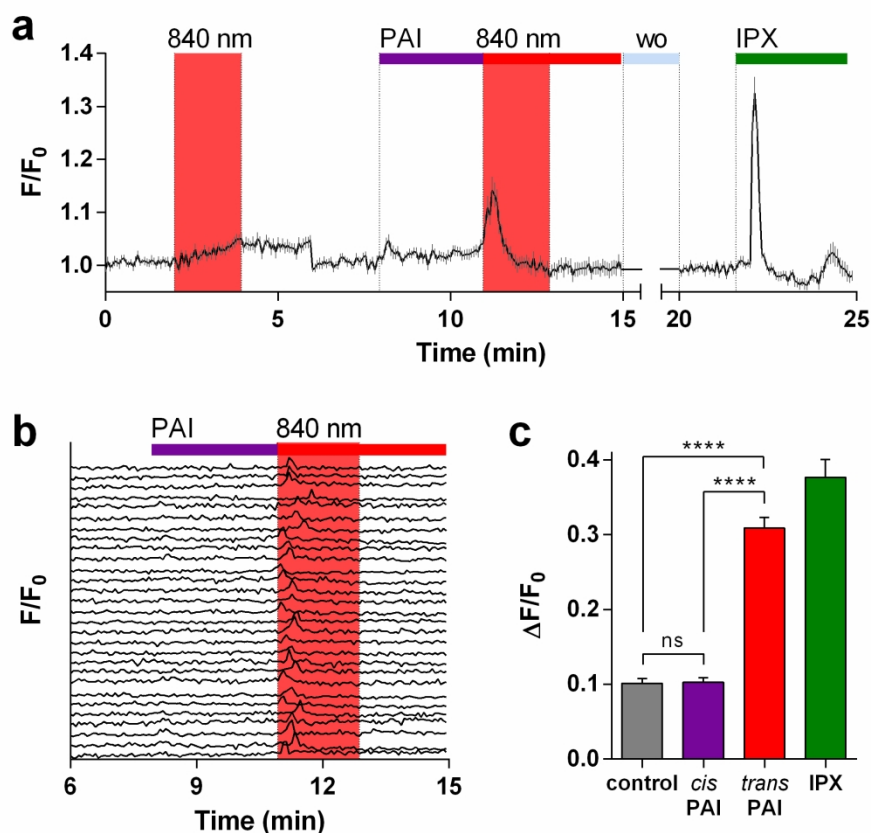 a
840 nm PAI 840 nm wo IPX
1.4
1.3
1.2
1.1
1.0
F/F0
0 5 10 15 20 25
Time (min)
b
PAI 840 nm
F/F0
6 9 12 15
Time (min)
c
****
****
ns
0.4
0.3
0.2
0.1
0.0
ΔF/F0
control cis trans IPX
PAI PAI